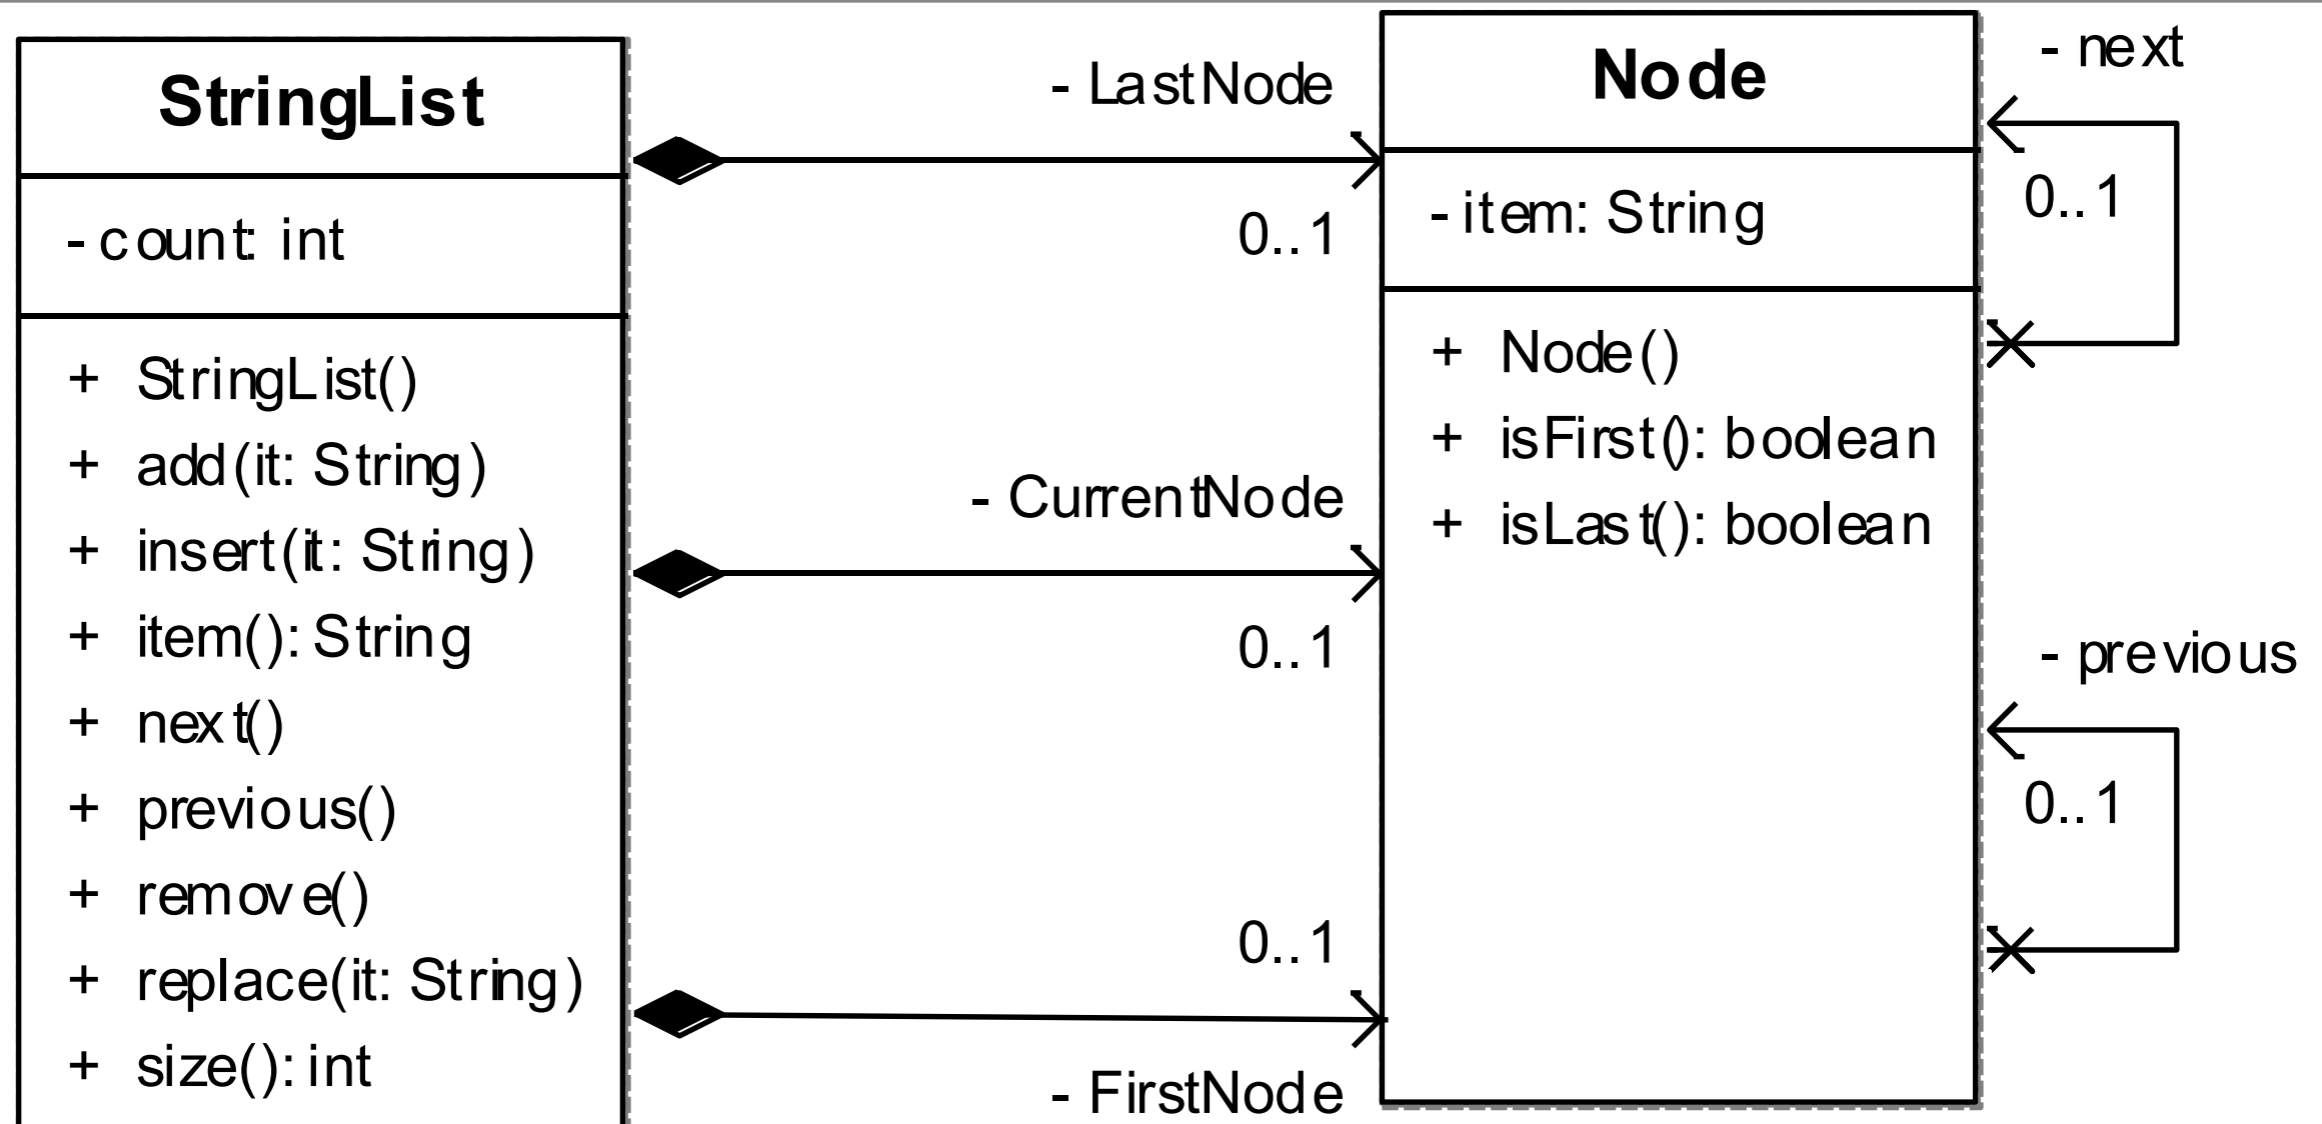 StringList
- count: int
+ StringList()
+ add(it: String)
+ insert(it: String)
+ item(): String
+ next()
+ previous()
+ remove()
+ replace(it: String)
+ size(): int
- LastNode
0..1
- CurrentNode
0..1
0..1
- FirstNode
Node
- item: String
+ Node()
+ isFirst(): boolean
+ isLast(): boolean
- next
0..1
- previous
0..1